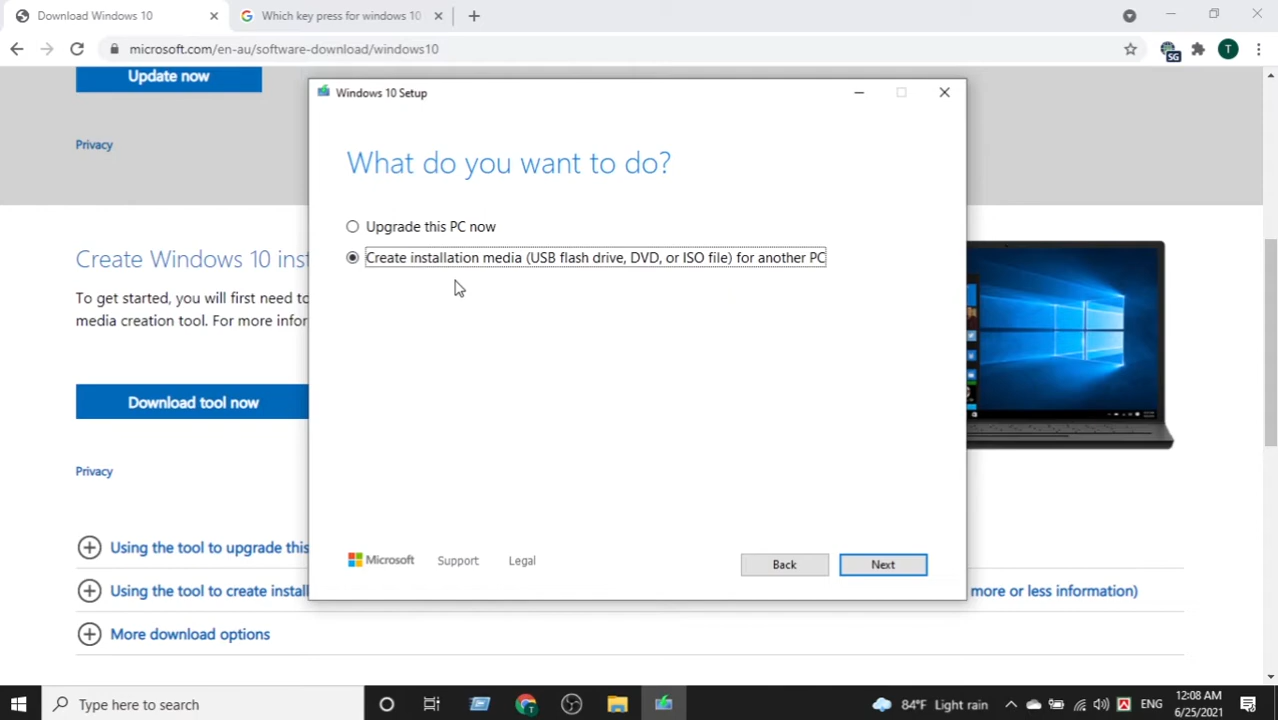 Download Windows 10
Which key press for windows 10
microsoft.com/en-au/software-download/windows10
SG
T
Update now
Privacy
Windows 10 Setup
What do you want to do?
Upgrade this PC now
Create installation media (USB flash drive, DVD, or ISO file) for another PC
Create Windows 10 inst
To get started, you will first need to
media creation tool. For more infor
Download tool now
Privacy
Microsoft
Support
Legal
Back
Next
Using the tool to upgrade this
Using the tool to create install
more or less information)
More download options
Type here to search
84°F Light rain
ENG
12:08 AM
6/25/2021